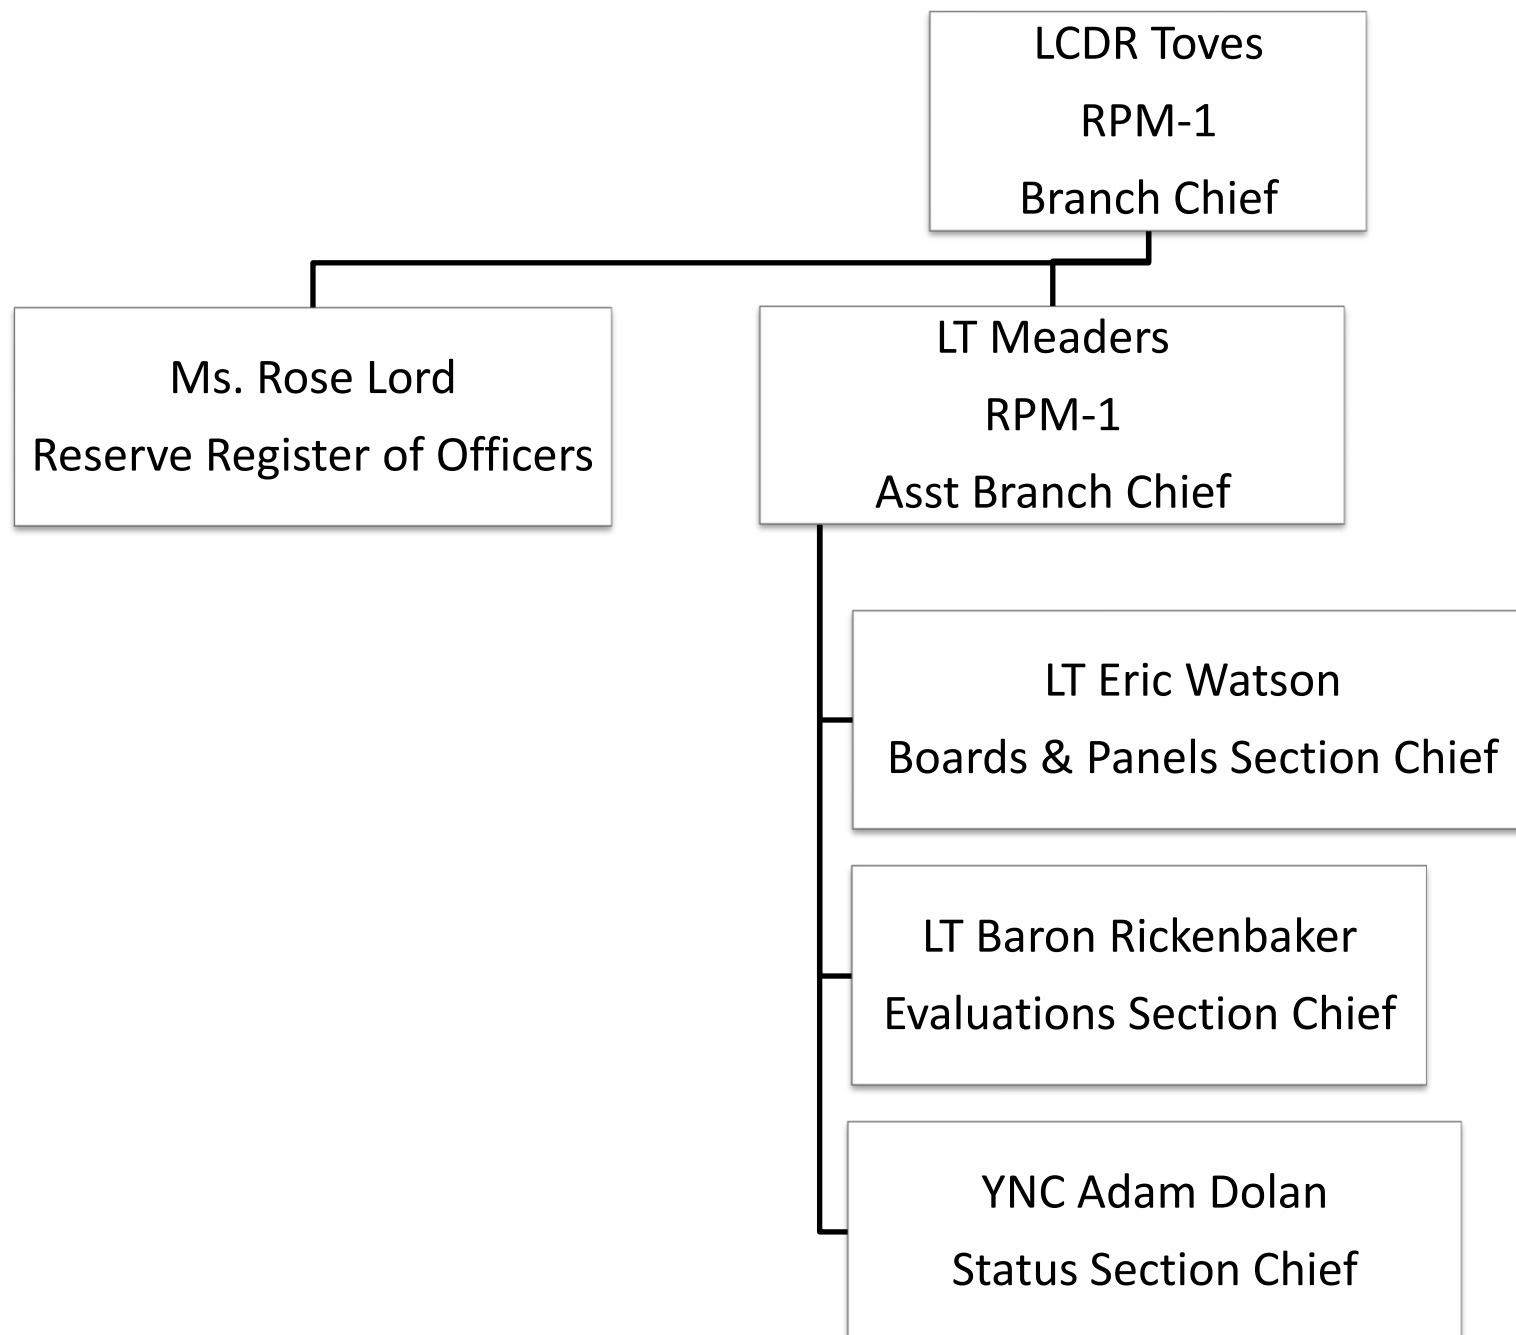 LCDR Toves
RPM-1
Branch Chief
Ms. Rose Lord
Reserve Register of Officers
LT Meaders
RPM-1
Asst Branch Chief
LT Eric Watson
Boards & Panels Section Chief
LT Baron Rickenbaker
Evaluations Section Chief
YNC Adam Dolan
Status Section Chief